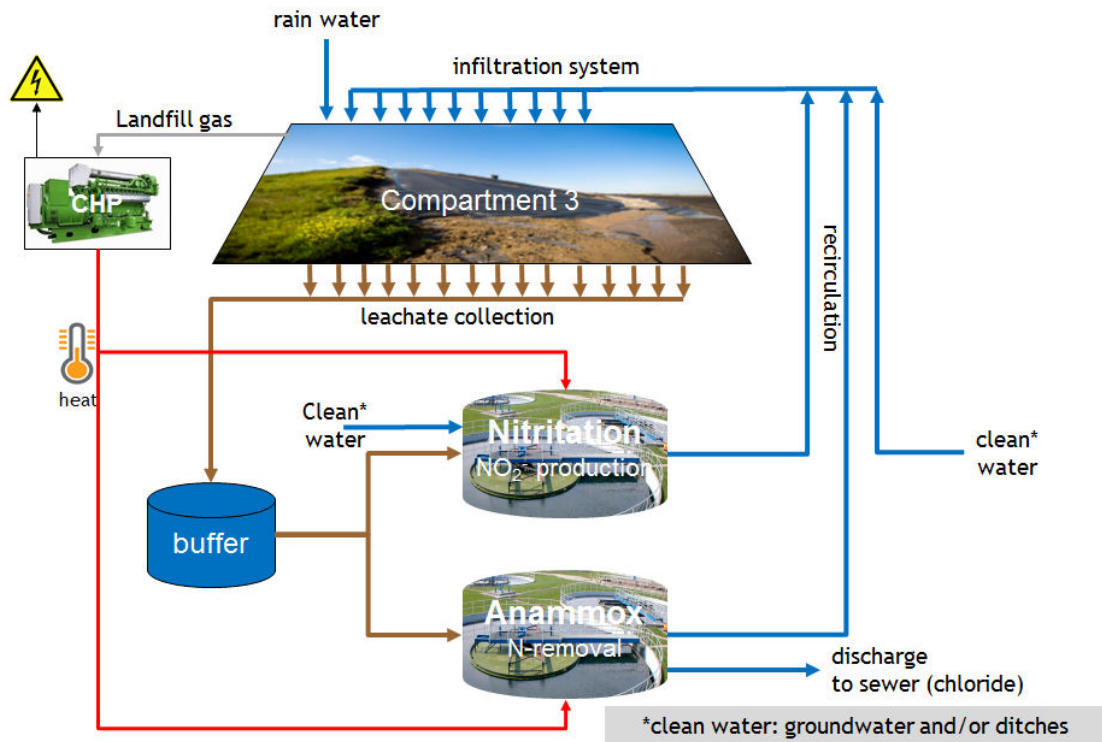 rain water
infiltration system
Landfill gas
CHP
Compartment 3
recirculation
leachate collection
heat
Clean*
water
Nitritation
NO₂⁻ production
clean*
water
buffer
Anammox
N-removal
discharge
to sewer (chloride)
*clean water: groundwater and/or ditches